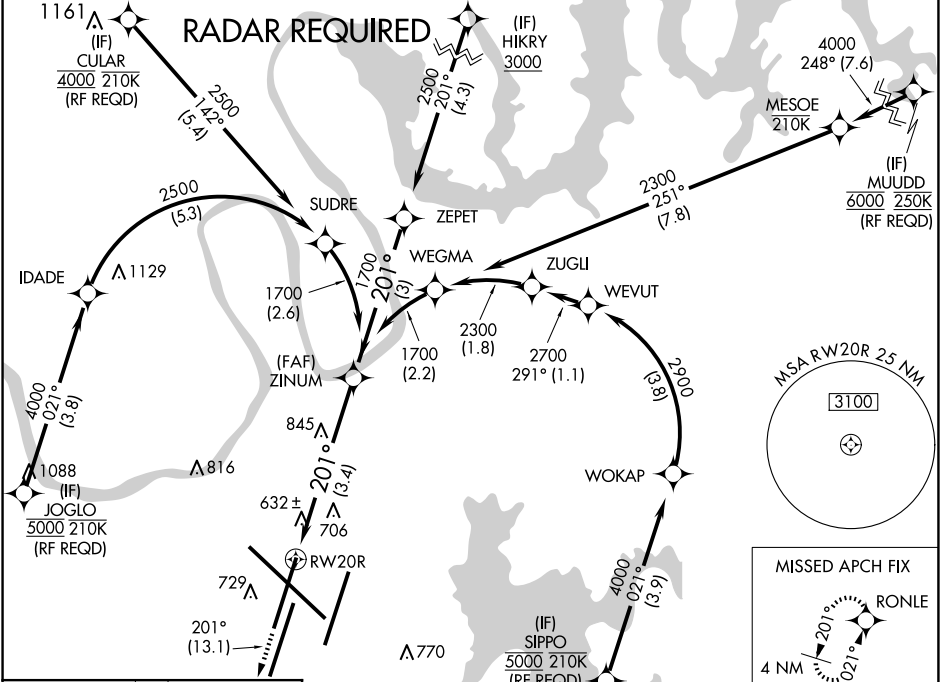 1161
(IF)
CULAR
4000 210K
(RF REQD)
RADAR REQUIRED
(IF)
HIKRY
3000
2500
201°
(4.3)
4000
248° (7.6)
MESOE
210K
(IF)
MUUDD
6000 250K
(RF REQD)
2500
142°
(5.4)
2500
(5.3)
SUDRE
ZEPET
2300
251°
(7.8)
IDADE
1129
WEGMA
ZUGLI
WEVUT
1700
(2.6)
1700
201°
(3)
2300
(1.8)
2700
291° (1.1)
1700
(2.2)
(FAF)
ZINUM
2900
(3.8)
MSA RW20R 25 NM
3100
4000
021°
(3.8)
845
201°
(3.4)
816
1088
(IF)
JOGLO
5000 210K
(RF REQD)
WOKAP
632 ±
706
RW20R
729
4000
021°
(3.9)
201°
(13.1)
770
(IF)
SIPPO
5000 210K
(RF REQD)
MISSED APCH FIX
RONLE
201°
021°
4 NM